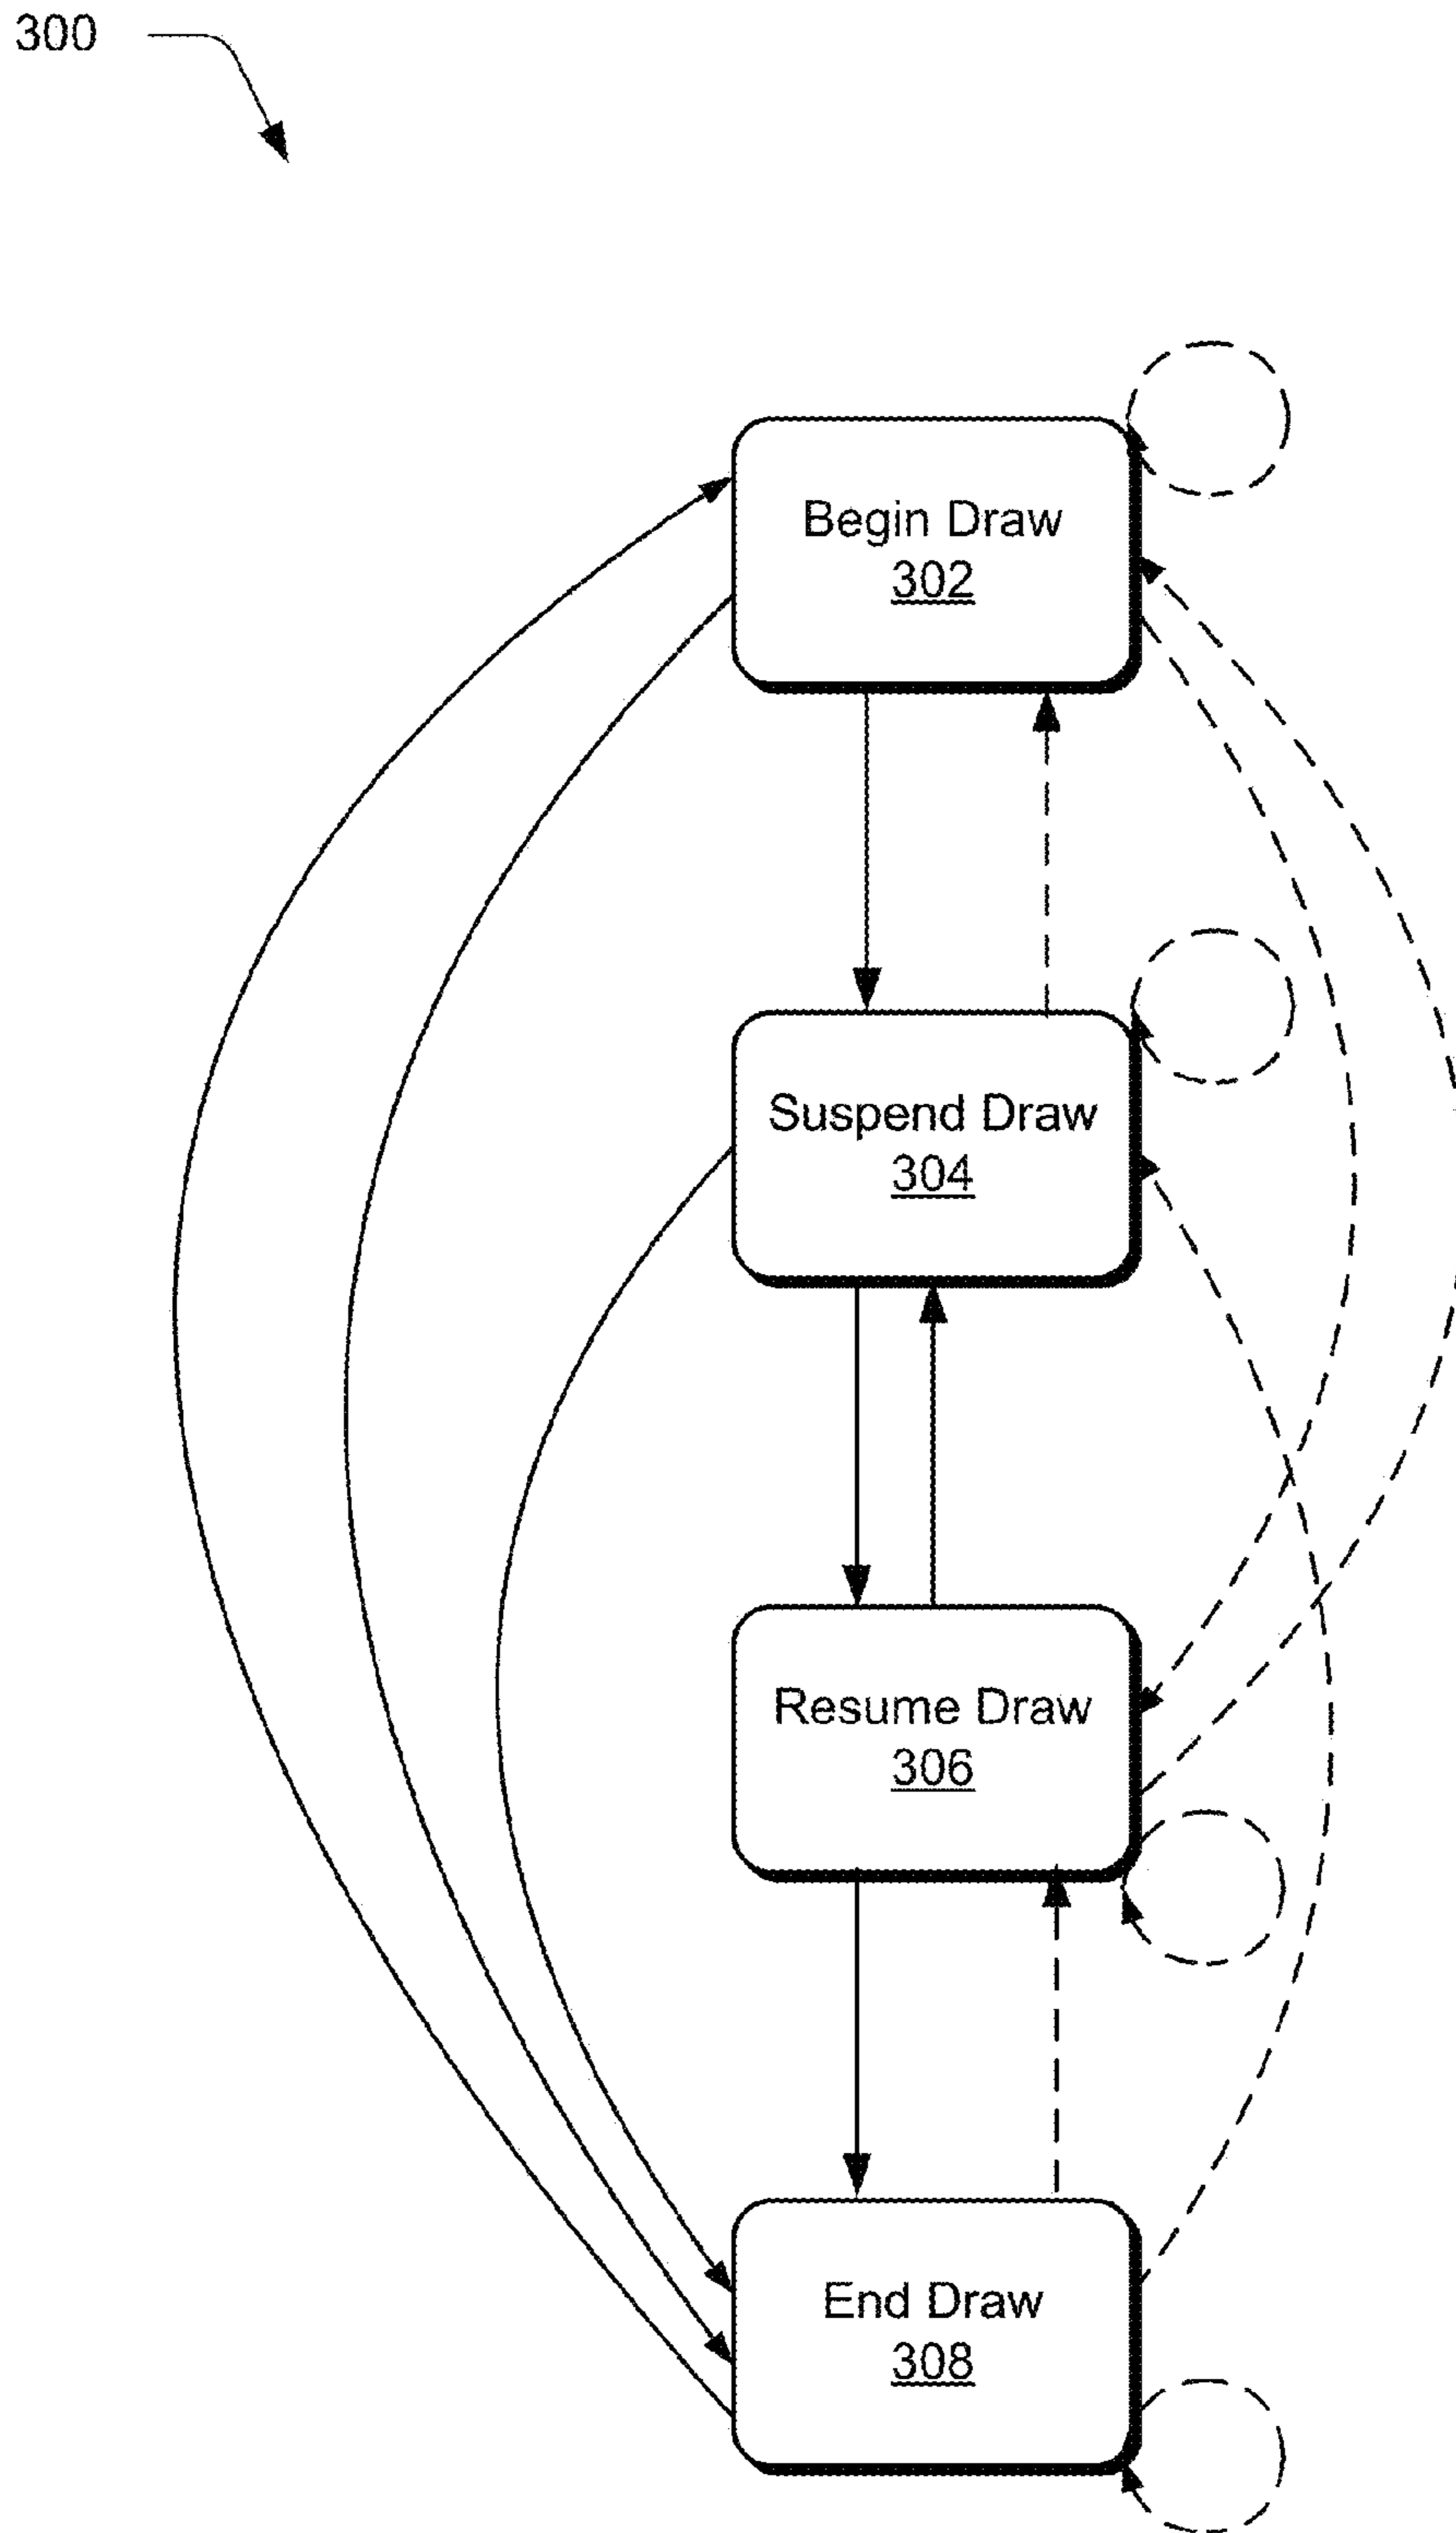 300
Begin Draw
302
Suspend Draw
304
Resume Draw
306
End Draw
308